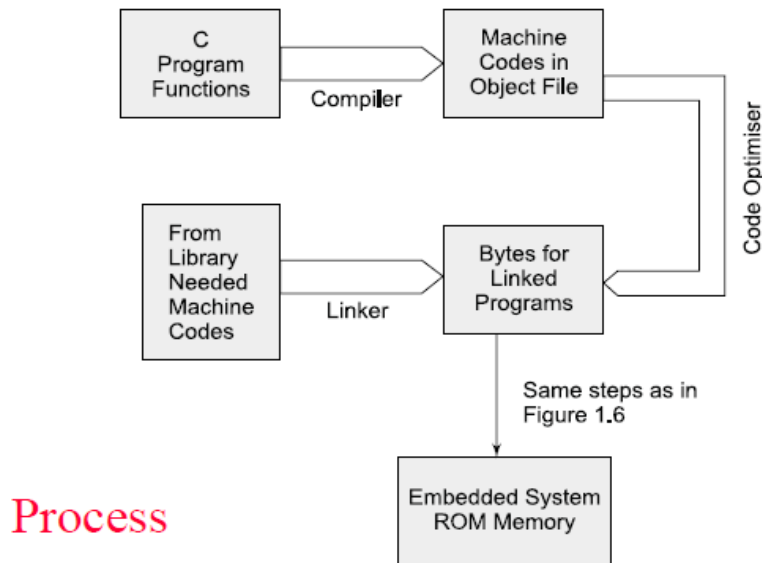 C
Program
Functions
Compiler
Machine
Codes in
Object File
Code Optimiser
From
Library
Needed
Machine
Codes
Linker
Bytes for
Linked
Programs
Same steps as in
Figure 1.6
Embedded System
ROM Memory
Process